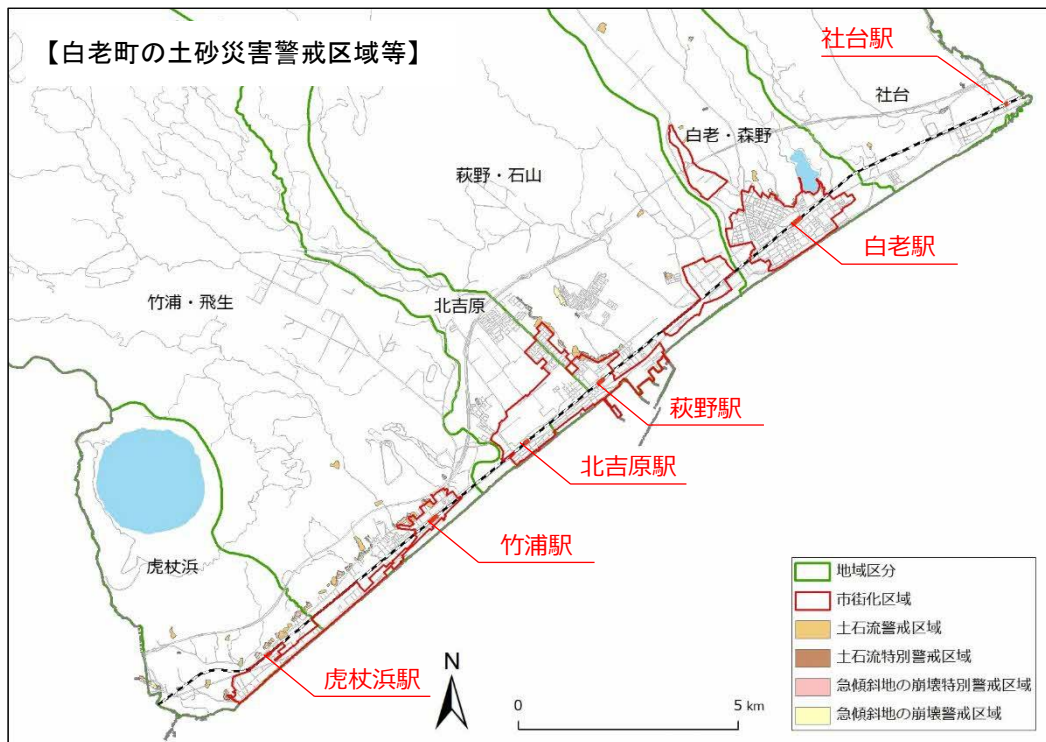 【白老町の土砂災害警戒区域等】
社台駅
社台
白老・森野
萩野・石山
白老駅
竹浦・飛生
北吉原
萩野駅
北吉原駅
竹浦駅
虎杖浜
虎杖浜駅
N
0
5 km
地域区分
市街化区域
土石流警戒区域
土石流特別警戒区域
急傾斜地の崩壊特別警戒区域
急傾斜地の崩壊警戒区域